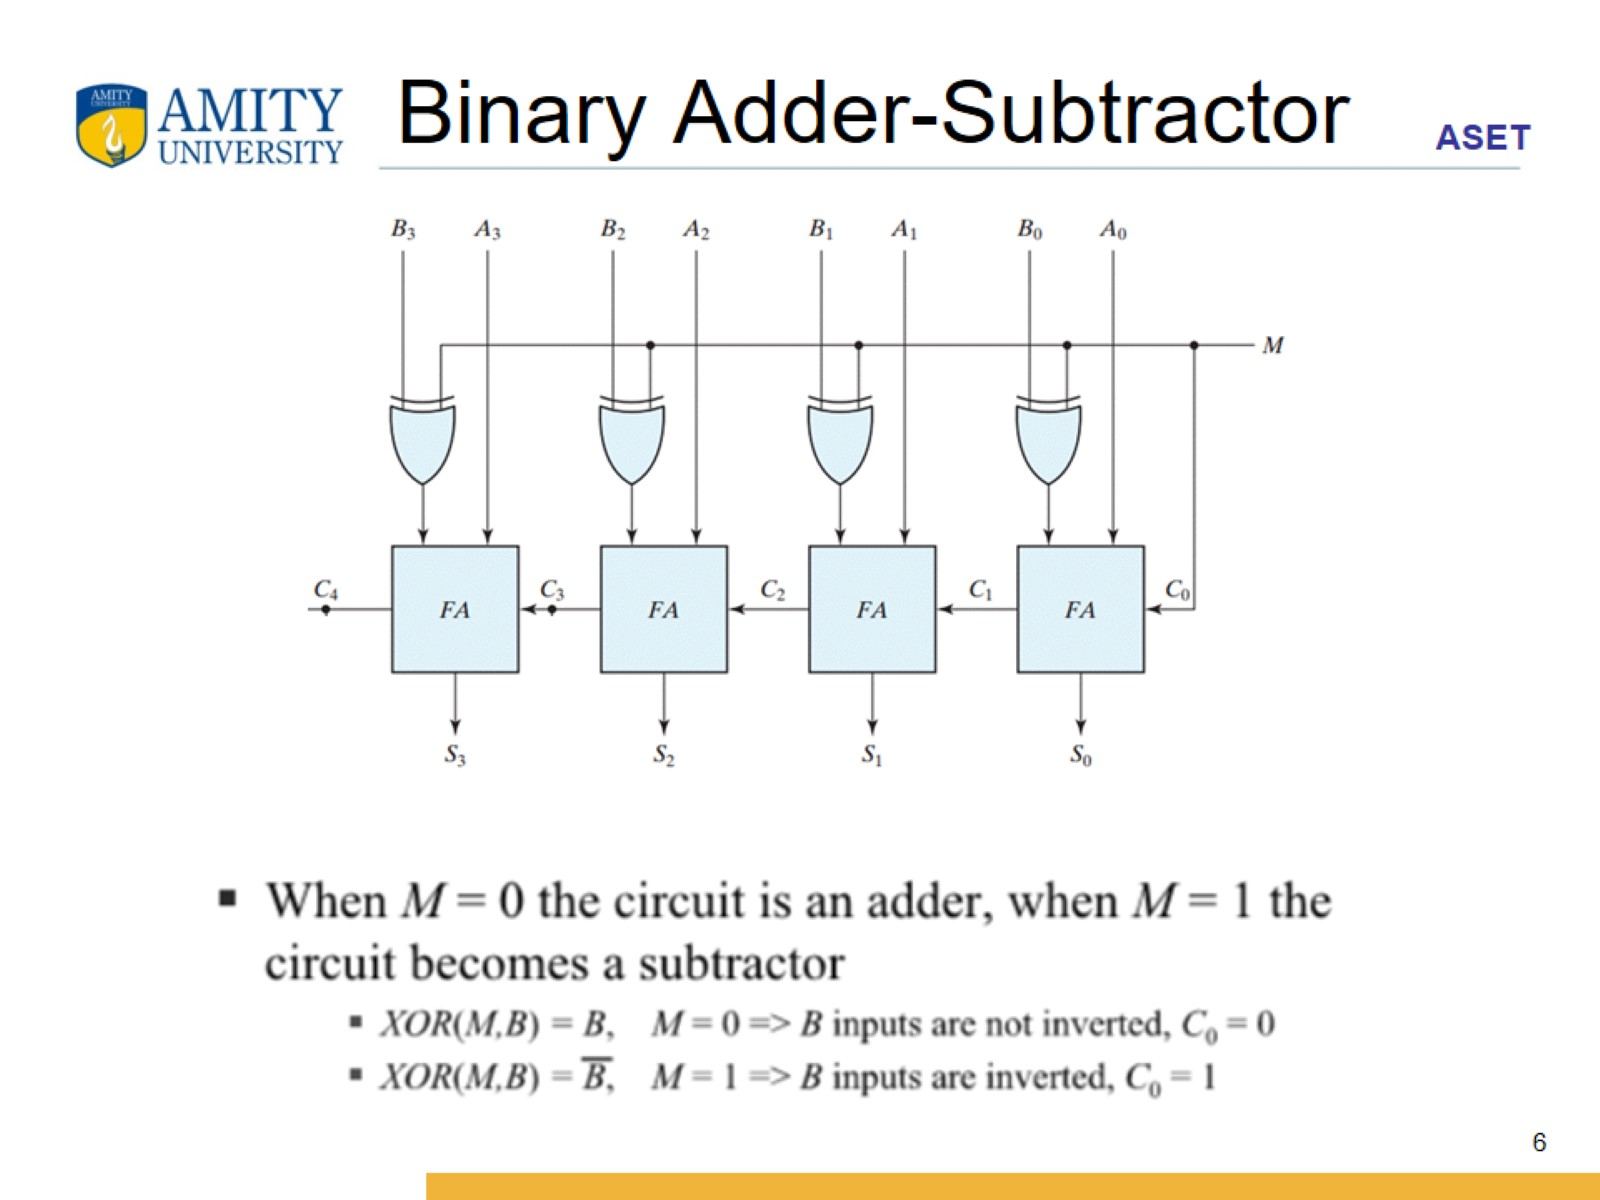 AMITY
UNIVERSITY
AMITY
UNIVERSITY
Binary Adder-Subtractor
ASET
B₃ A₃ B₂ A₂ B₁ A₁ B₀ A₀
M
C₄ FA C₃ FA C₂ FA C₁ FA C₀
S₃ S₂ S₁ S₀
▪ When M = 0 the circuit is an adder, when M = 1 the
circuit becomes a subtractor
▪ XOR(M,B) = B, M = 0 => B inputs are not inverted, C₀ = 0
▪ XOR(M,B) = B̅, M = 1 => B inputs are inverted, C₀ = 1
6